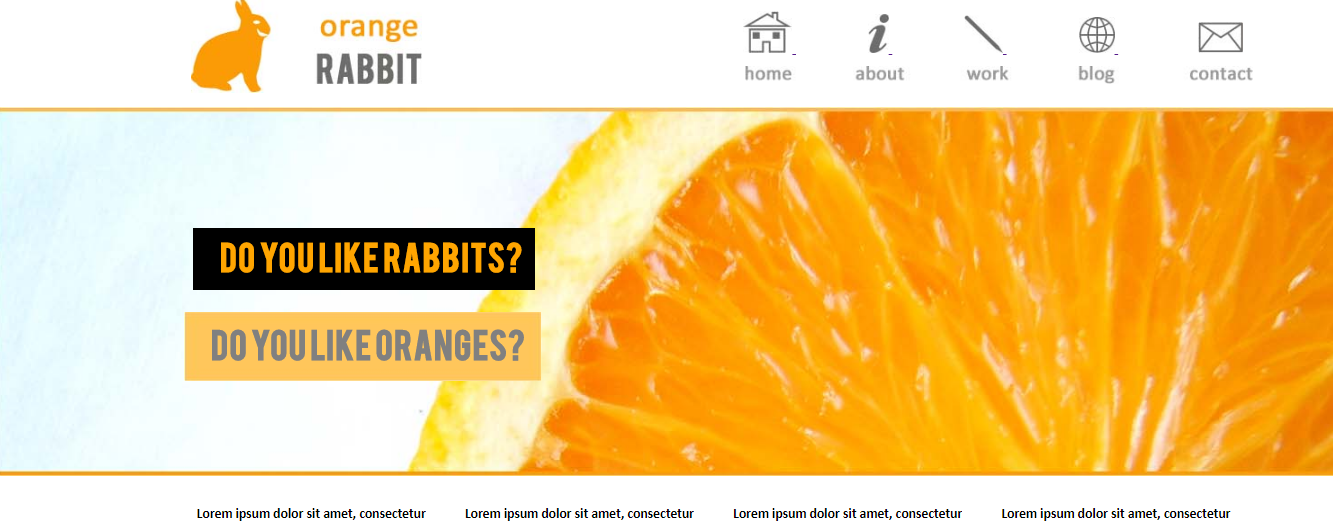 orange
RABBIT
home about work blog contact
DO YOU LIKE RABBITS?
DO YOU LIKE ORANGES?
Lorem ipsum dolor sit amet, consectetur Lorem ipsum dolor sit amet, consectetur Lorem ipsum dolor sit amet, consectetur Lorem ipsum dolor sit amet, consectetur